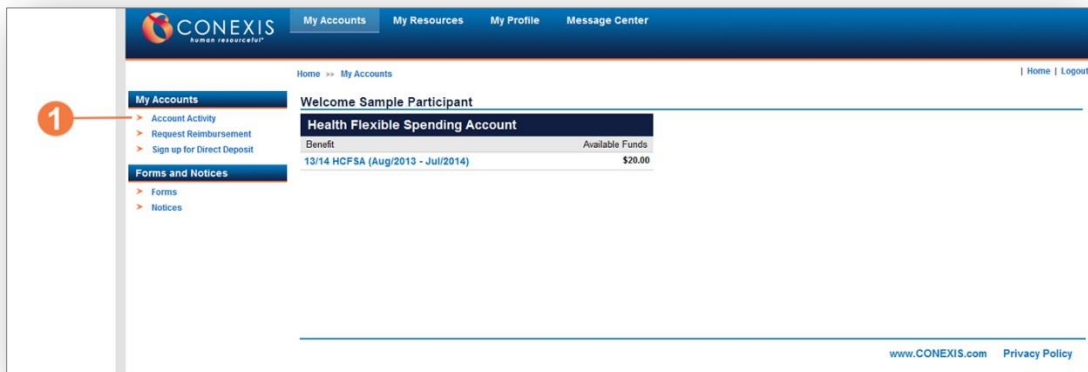 CONEXIS
human resourceful®
My Accounts My Resources My Profile Message Center
Home >> My Accounts
| Home | Logout
1
My Accounts
Account Activity
Request Reimbursement
Sign up for Direct Deposit
Forms and Notices
Forms
Notices
Welcome Sample Participant
Health Flexible Spending Account
Benefit Available Funds
13/14 HCFSA (Aug/2013 - Jul/2014) $20.00
www.CONEXIS.com Privacy Policy